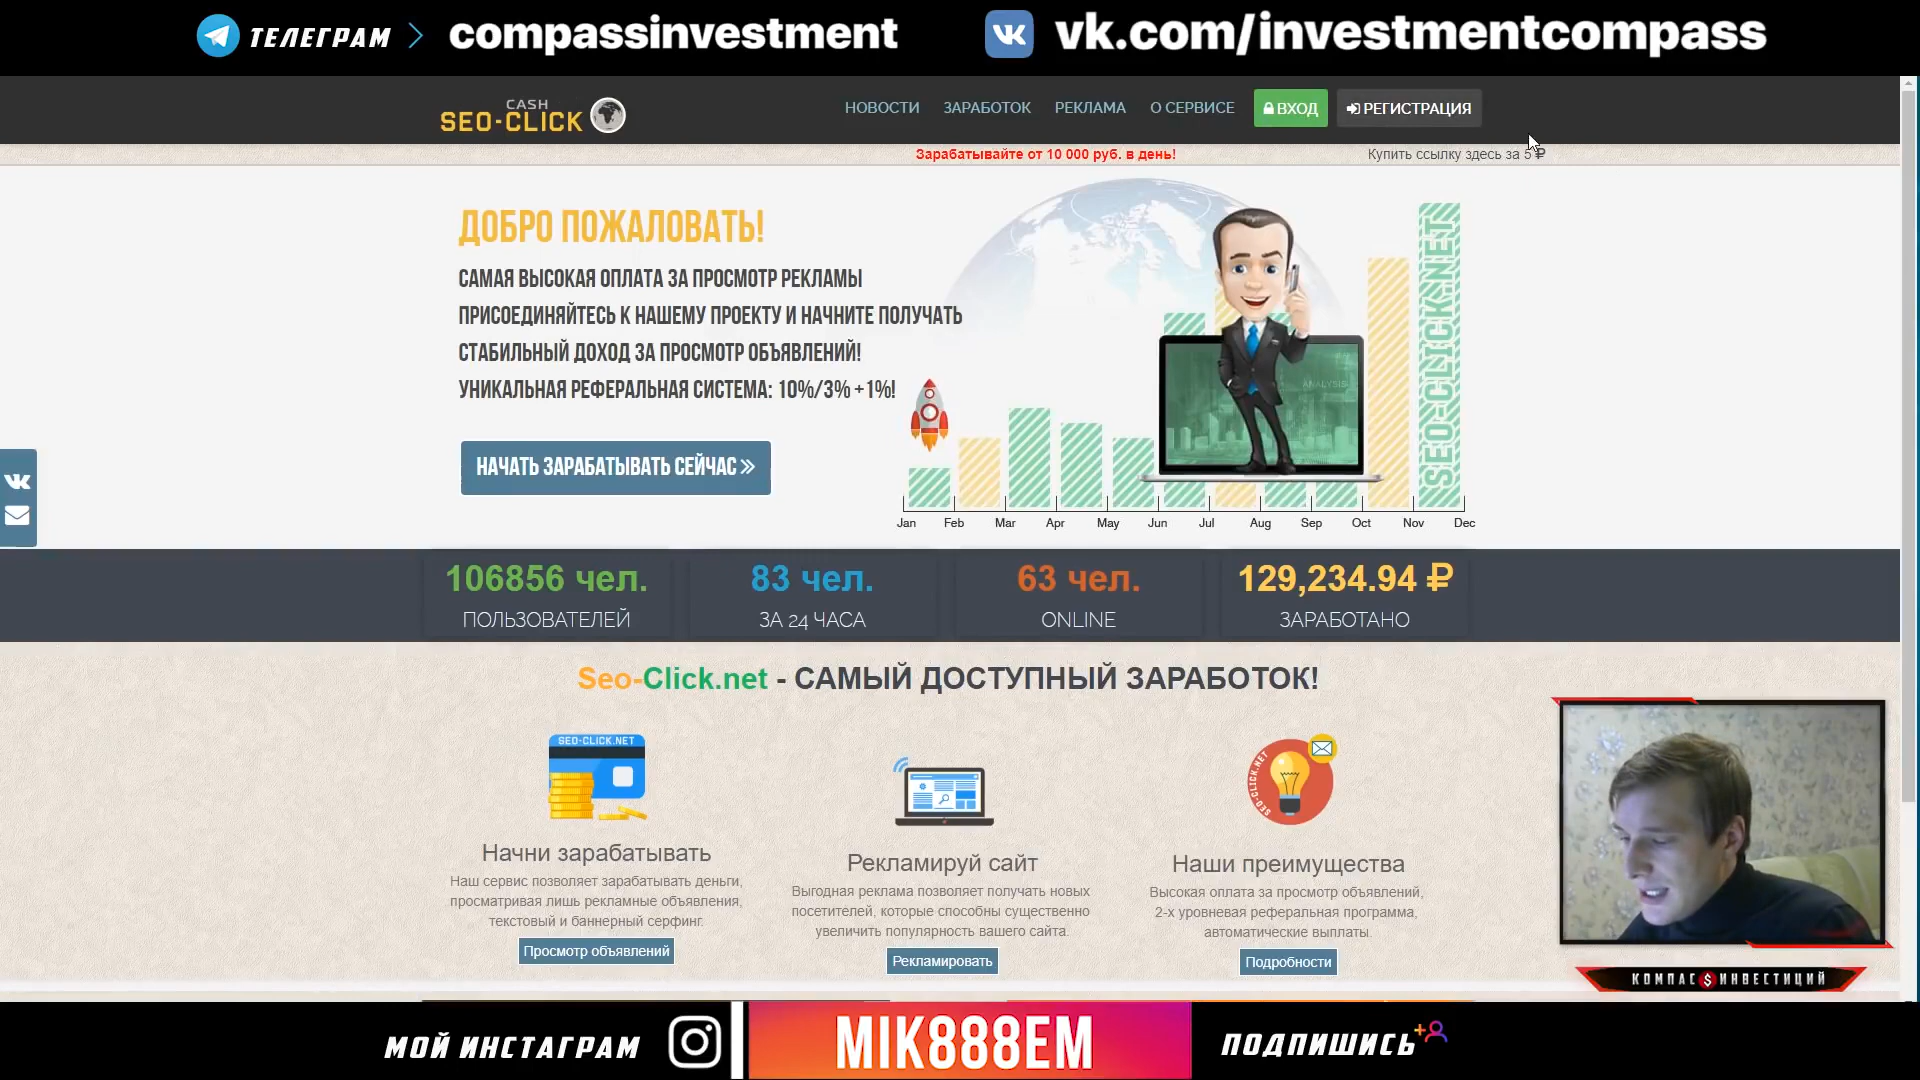 ТЕЛЕГРАМ
compassinvestment
vk.com/investmentcompass
CASH
SEO-CLICK
НОВОСТИ
ЗАРАБОТОК
РЕКЛАМА
О СЕРВИСЕ
ВХОД
РЕГИСТРАЦИЯ
Зарабатывайте от 10 000 руб. в день!
Купить ссылку здесь за 5 ₽
ДОБРО ПОЖАЛОВАТЬ!
САМАЯ ВЫСОКАЯ ОПЛАТА ЗА ПРОСМОТР РЕКЛАМЫ
ПРИСОЕДИНЯЙТЕСЬ К НАШЕМУ ПРОЕКТУ И НАЧНИТЕ ПОЛУЧАТЬ
СТАБИЛЬНЫЙ ДОХОД ЗА ПРОСМОТР ОБЪЯВЛЕНИЙ!
УНИКАЛЬНАЯ РЕФЕРАЛЬНАЯ СИСТЕМА: 10%/3% +1%!
НАЧАТЬ ЗАРАБАТЫВАТЬ СЕЙЧАС »
ANALYSIS
SEO-CLICK.NET
Jan Feb Mar Apr May Jun Jul Aug Sep Oct Nov Dec
106856 чел.
ПОЛЬЗОВАТЕЛЕЙ
83 чел.
ЗА 24 ЧАСА
63 чел.
ONLINE
129,234.94 ₽
ЗАРАБОТАНО
Seo-Click.net - САМЫЙ ДОСТУПНЫЙ ЗАРАБОТОК!
SEO-CLICK.NET
Начни зарабатывать
Наш сервис позволяет зарабатывать деньги,
просматривая лишь рекламные объявления,
текстовый и баннерный серфинг.
Просмотр объявлений
Рекламируй сайт
Выгодная реклама позволяет получать новых
посетителей, которые способны существенно
увеличить популярность вашего сайта.
Рекламировать
SEO-CLICK.NET
Наши преимущества
Высокая оплата за просмотр объявлений,
2-х уровневая реферальная программа,
автоматические выплаты.
Подробности
КОМПАС $ ИНВЕСТИЦИЙ
МОЙ ИНСТАГРАМ
MIK888EM
ПОДПИШИСЬ